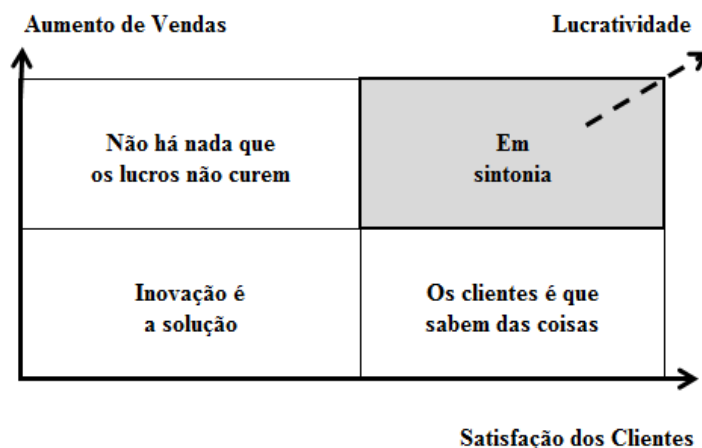 Aumento de Vendas
Lucratividade
Não há nada que
os lucros não curem
Em
sintonia
Inovação é
a solução
Os clientes é que
sabem das coisas
Satisfação dos Clientes